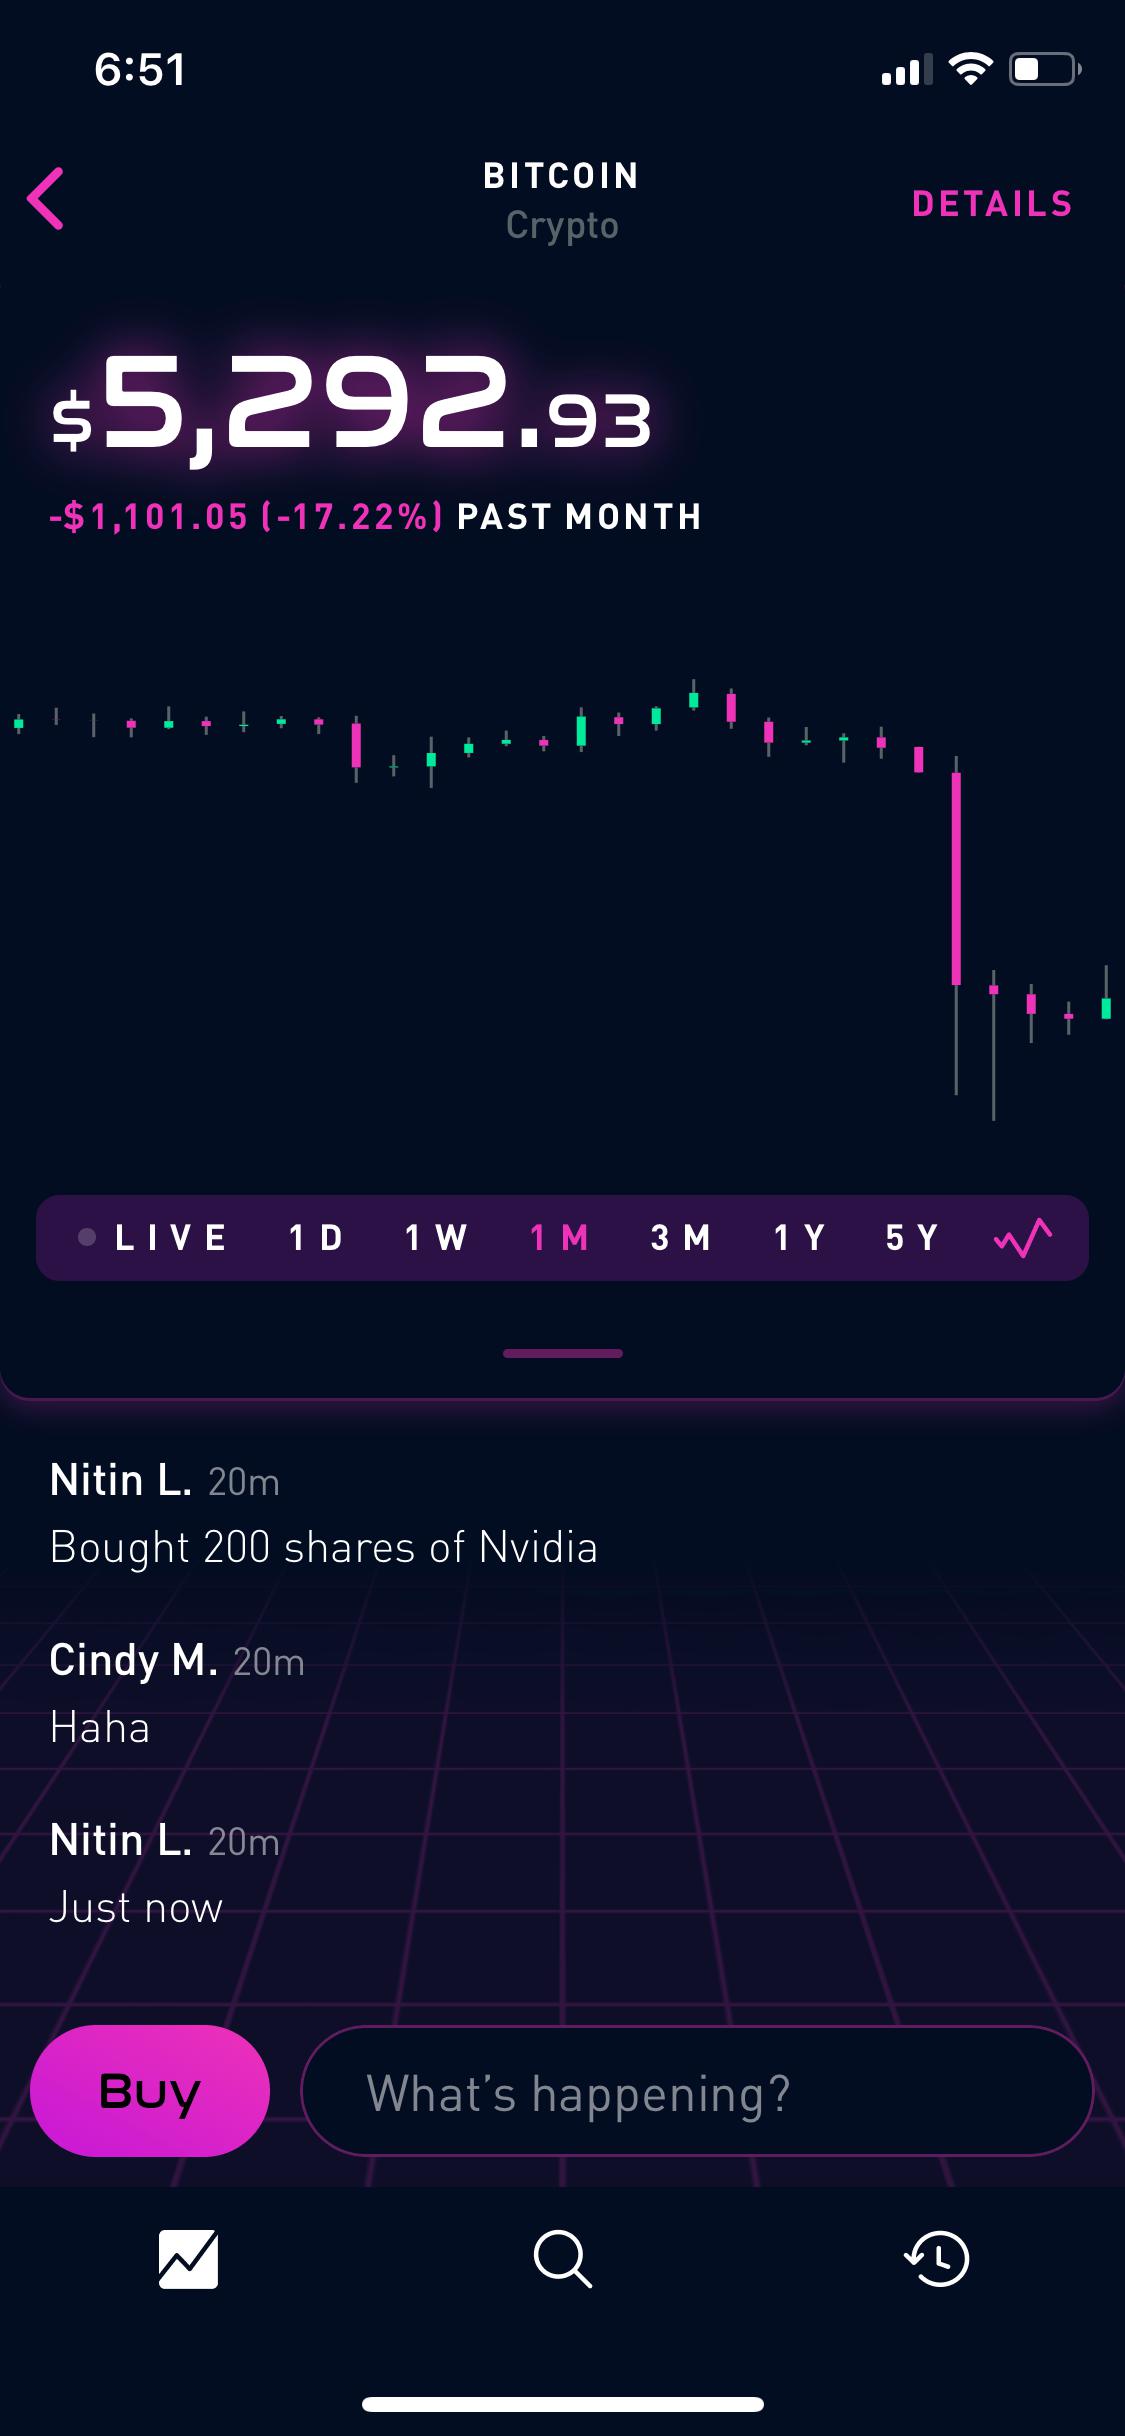 6:51
BITCOIN
Crypto
DETAILS
$5,292.93
-$1,101.05 (-17.22%) PAST MONTH
LIVE 1D 1W 1M 3M 1Y 5Y
Nitin L. 20m
Bought 200 shares of Nvidia
Cindy M. 20m
Haha
Nitin L. 20m
Just now
Buy
What’s happening?